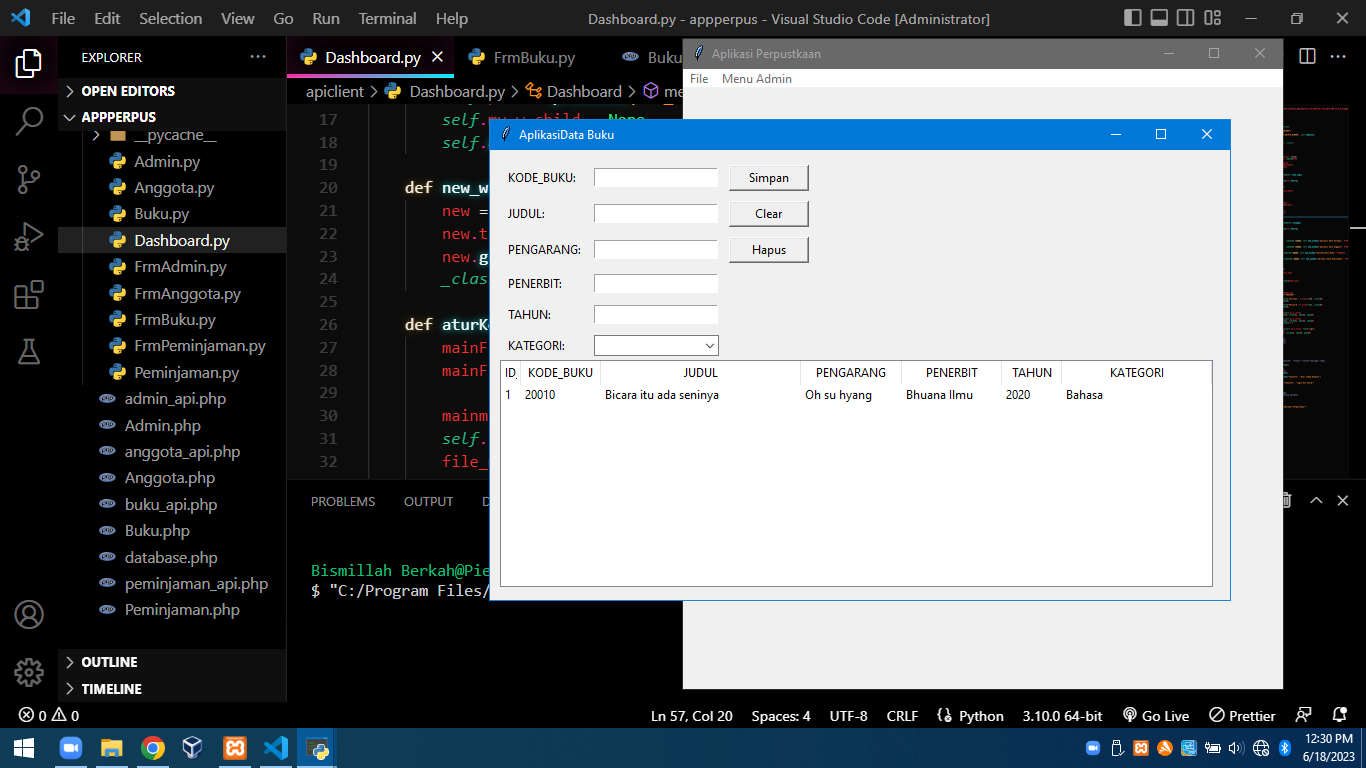 File Edit Selection View Go Run Terminal Help
Dashboard.py - appperpus - Visual Studio Code [Administrator]
EXPLORER
OPEN EDITORS
APPPERPUS
__pycache__
Admin.py
Anggota.py
Buku.py
Dashboard.py
FrmAdmin.py
FrmAnggota.py
FrmBuku.py
FrmPeminjaman.py
Peminjaman.py
admin_api.php
Admin.php
anggota_api.php
Anggota.php
buku_api.php
Buku.php
database.php
peminjaman_api.php
Peminjaman.php
OUTLINE
TIMELINE
Dashboard.py
FrmBuku.py
Buku
apiclient > Dashboard.py > Dashboard > me
17 self.
18 self.
19
20 def new_w
21 new =
22 new.t
23 new.g
24 _clas
25
26 def aturK
27 mainF
28 mainF
29
30 mainm
31 self.
32 file_
PROBLEMS OUTPUT D
Bismillah Berkah@Pie
$ "C:/Program Files/
Aplikasi Perpustkaan
File Menu Admin
AplikasiData Buku
KODE_BUKU: Simpan
JUDUL: Clear
PENGARANG: Hapus
PENERBIT:
TAHUN:
KATEGORI:
ID KODE_BUKU JUDUL PENGARANG PENERBIT TAHUN KATEGORI
1 20010 Bicara itu ada seninya Oh su hyang Bhuana Ilmu 2020 Bahasa
0 0 Ln 57, Col 20 Spaces: 4 UTF-8 CRLF Python 3.10.0 64-bit Go Live Prettier
12:30 PM
6/18/2023